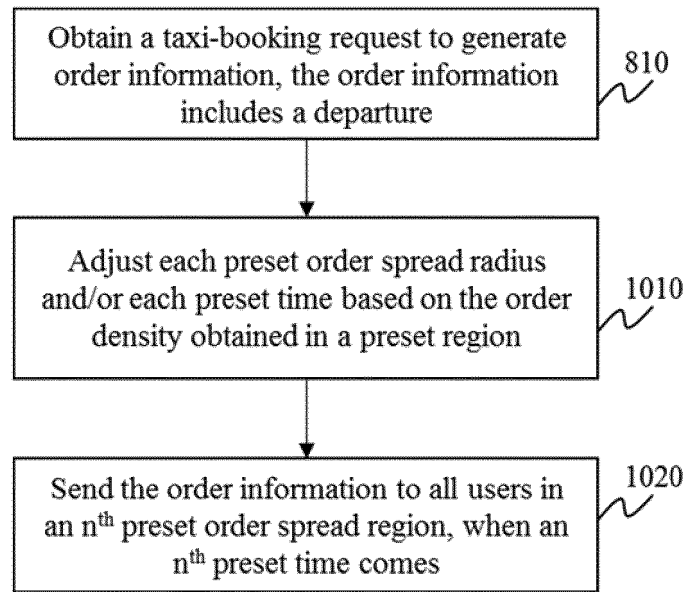 Obtain a taxi-booking request to generate
order information, the order information
includes a departure
810
Adjust each preset order spread radius
and/or each preset time based on the order
density obtained in a preset region
1010
Send the order information to all users in
an nth preset order spread region, when an
nth preset time comes
1020